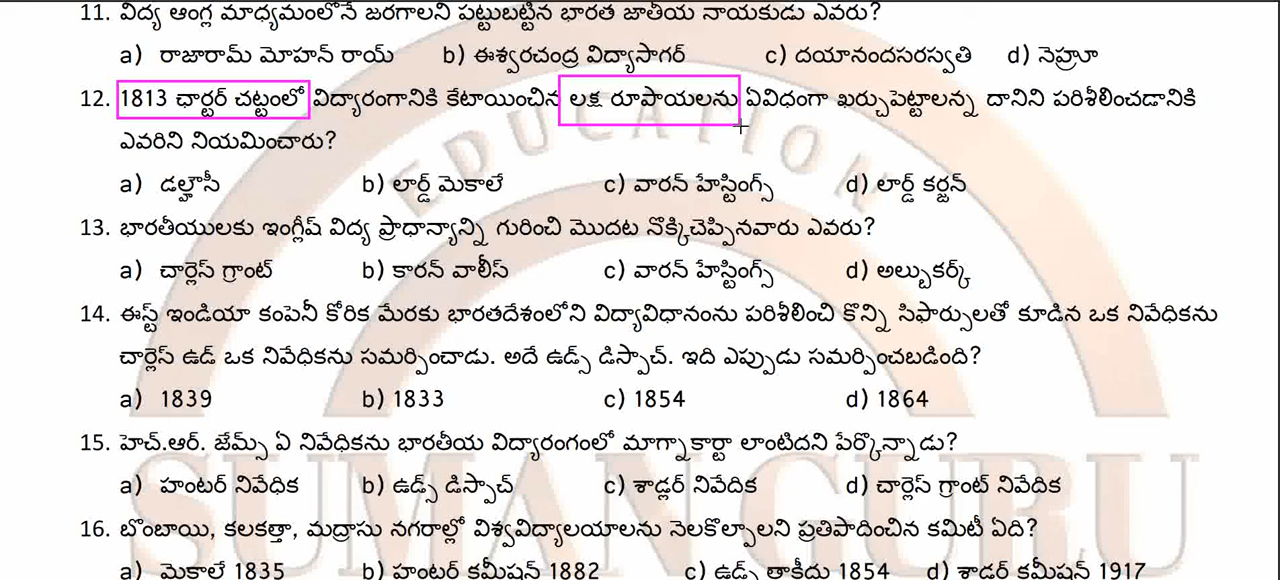 11. విద్య ఆంగ్ల మాధ్యమంలోనే జరగాలని పట్టుబట్టిన భారత జాతీయ నాయకుడు ఎవరు?
a) రాజారామ్ మోహన్ రాయ్ b) ఈశ్వరచంద్ర విద్యాసాగర్ c) దయానందసరస్వతి d) నెహ్రూ
12. 1813 ఛార్టర్ చట్టంలో విద్యారంగానికి కేటాయించిన లక్ష రూపాయలను ఏవిధంగా ఖర్చుపెట్టాలన్న దానిని పరిశీలించడానికి
ఎవరిని నియమించారు?
a) డల్హౌసీ b) లార్డ్ మెకాలే c) వారన్ హేస్టింగ్స్ d) లార్డ్ కర్జన్
13. భారతీయులకు ఇంగ్లీష్ విద్య ప్రాధాన్యాన్ని గురించి మొదట నొక్కిచెప్పినవారు ఎవరు?
a) చార్లెస్ గ్రాంట్ b) కారన్ వాలీస్ c) వారన్ హేస్టింగ్స్ d) అల్బుకర్క్
14. ఈస్ట్ ఇండియా కంపెనీ కోరిక మేరకు భారతదేశంలోని విద్యావిధానంను పరిశీలించి కొన్ని సిఫార్సులతో కూడిన ఒక నివేధికను
చార్లెస్ ఉడ్ ఒక నివేధికను సమర్పించాడు. అదే ఉడ్స్ డిస్పాచ్. ఇది ఎప్పుడు సమర్పించబడింది?
a) 1839 b) 1833 c) 1854 d) 1864
15. హెచ్.ఆర్. జేమ్స్ ఏ నివేధికను భారతీయ విద్యారంగంలో మాగ్నాకార్టా లాంటిదని పేర్కొన్నాడు?
a) హంటర్ నివేధిక b) ఉడ్స్ డిస్పాచ్ c) శాడ్లర్ నివేదిక d) చార్లెస్ గ్రాంట్ నివేదిక
16. బొంబాయి, కలకత్తా, మద్రాసు నగరాల్లో విశ్వవిద్యాలయాలను నెలకొల్పాలని ప్రతిపాదించిన కమిటీ ఏది?
a) మెకాలే 1835 b) హంటర్ కమీషన్ 1882 c) ఉడ్స్ తాకీదు 1854 d) శాడర్ కమీషన్ 1917
EDUCATION
SUMAN GURU